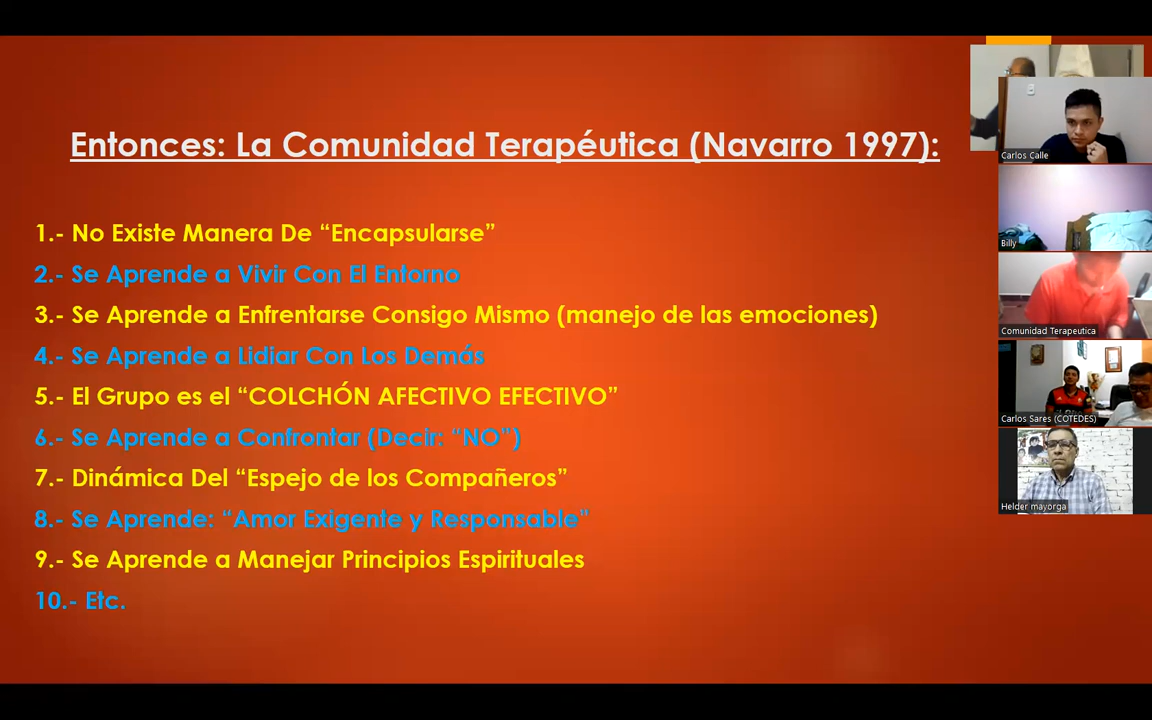 Entonces: La Comunidad Terapéutica (Navarro 1997):
1.- No Existe Manera De “Encapsularse”
2.- Se Aprende a Vivir Con El Entorno
3.- Se Aprende a Enfrentarse Consigo Mismo (manejo de las emociones)
4.- Se Aprende a Lidiar Con Los Demás
5.- El Grupo es el “COLCHÓN AFECTIVO EFECTIVO”
6.- Se Aprende a Confrontar (Decir: “NO”)
7.- Dinámica Del “Espejo de los Compañeros”
8.- Se Aprende: “Amor Exigente y Responsable”
9.- Se Aprende a Manejar Principios Espirituales
10.- Etc.
Carlos Calle
Billy
Comunidad Terapeutica
Carlos Sares (COTEDES)
Helder mayorga